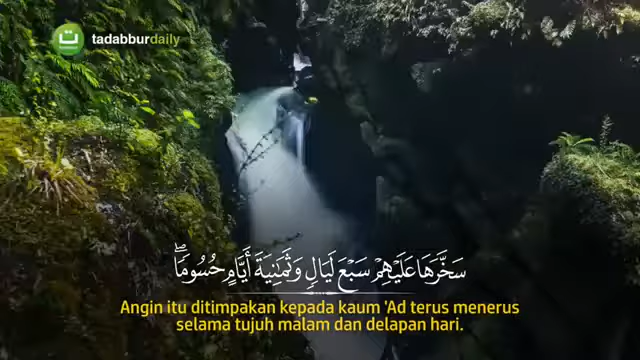 tadabburdaily
سَخَّرَهَا عَلَيْهِمْ سَبْعَ لَيَالٍ وَثَمَٰنِيَةَ أَيَّامٍ حُسُومًاۖ
Angin itu ditimpakan kepada kaum 'Ad terus menerus
selama tujuh malam dan delapan hari.